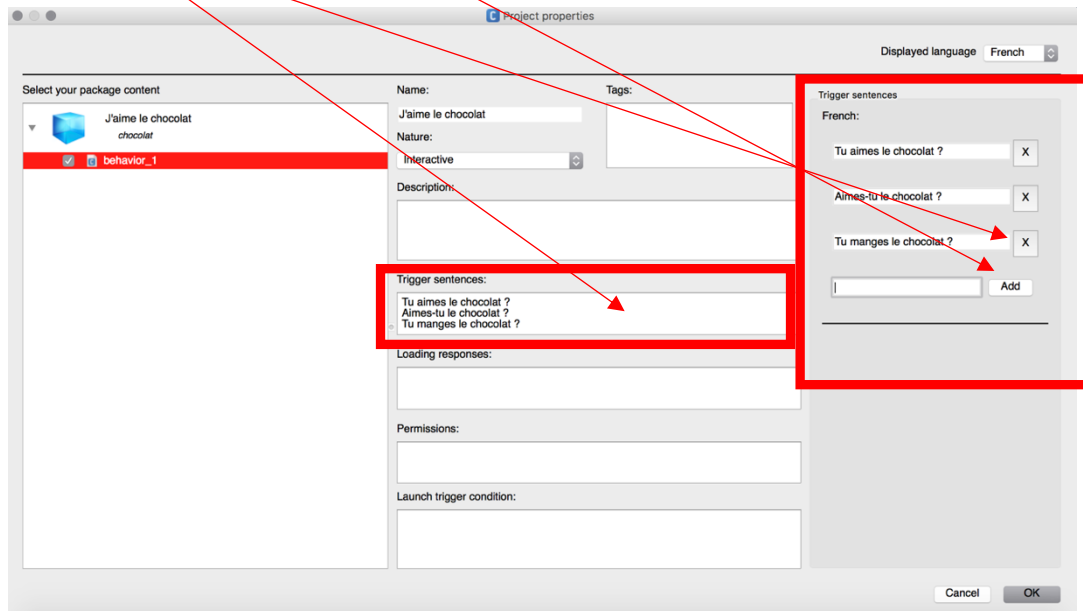 C Project properties
Displayed language French
Select your package content
J'aime le chocolat
chocolat
behavior_1
Name:
J'aime le chocolat
Nature:
Interactive
Tags:
Description:
Trigger sentences:
Tu aimes le chocolat ?
Aimes-tu le chocolat ?
Tu manges le chocolat ?
Loading responses:
Permissions:
Launch trigger condition:
Trigger sentences
French:
Tu aimes le chocolat ? X
Aimes-tu le chocolat ? X
Tu manges le chocolat ? X
Add
Cancel OK